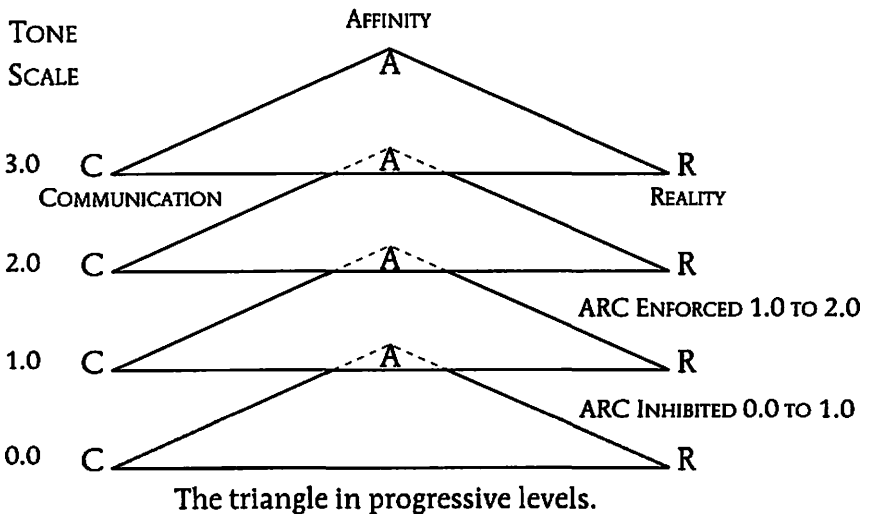 AFFINITY
TONE
SCALE
A
3.0 C A R
COMMUNICATION REALITY
2.0 C A R
ARC ENFORCED 1.0 TO 2.0
1.0 C A R
ARC INHIBITED 0.0 TO 1.0
0.0 C R
The triangle in progressive levels.